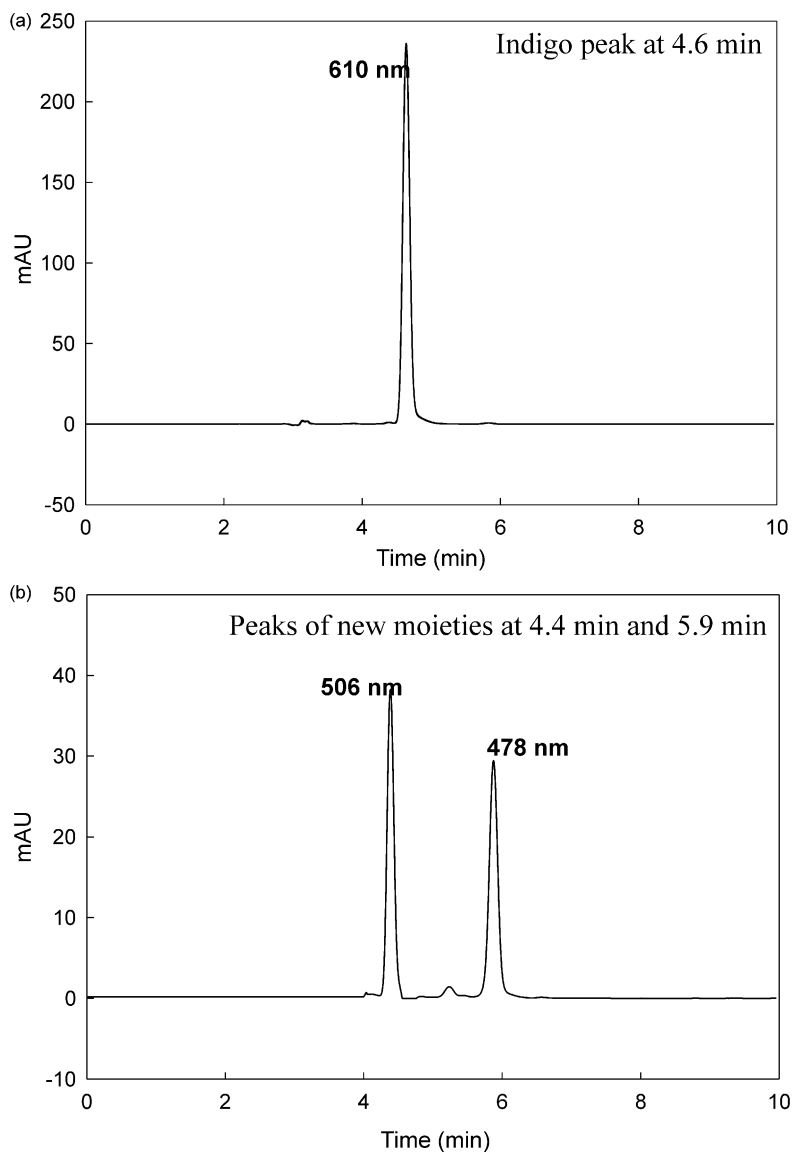 (a)
250
Indigo peak at 4.6 min
610 nm
200
150
mAU
100
50
0
-50
0 2 4 6 8 10
Time (min)
(b)
50
Peaks of new moieties at 4.4 min and 5.9 min
40
506 nm
478 nm
30
mAU
20
10
0
-10
0 2 4 6 8 10
Time (min)